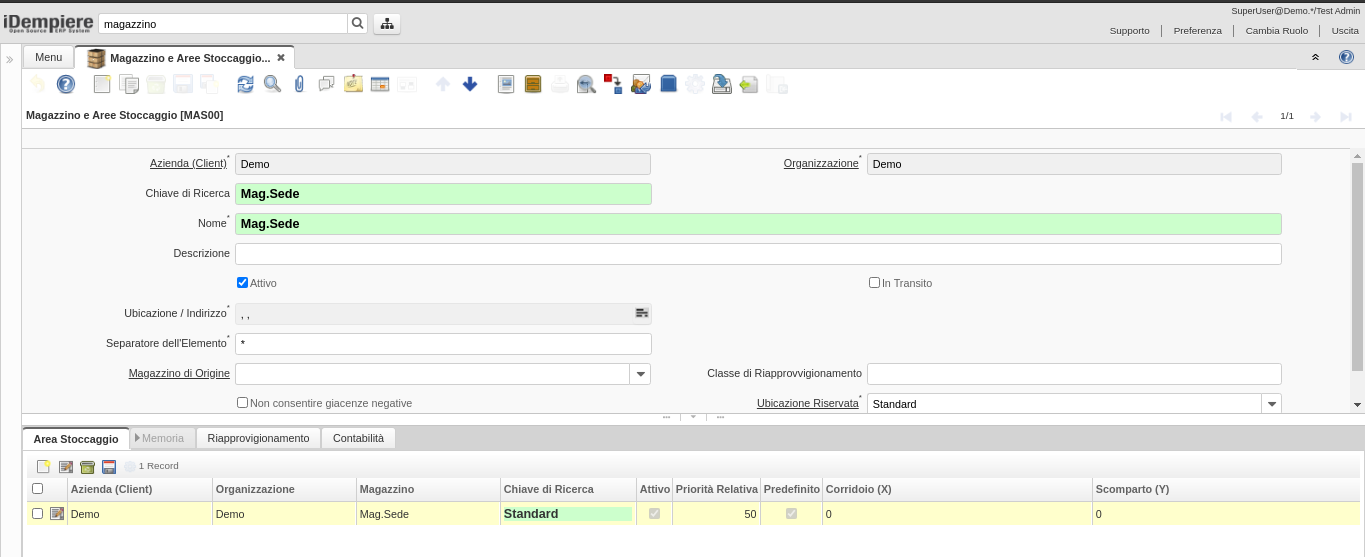 SuperUser@Demo.*/Test Admin
iDempiere
Open Source ERP System
magazzino
Supporto
Preferenza
Cambia Ruolo
Uscita
Menu
Magazzino e Aree Stoccaggio...
Magazzino e Aree Stoccaggio [MAS00]
1/1
Azienda (Client)* Demo
Organizzazione* Demo
Chiave di Ricerca Mag.Sede
Nome* Mag.Sede
Descrizione
Attivo
In Transito
Ubicazione / Indirizzo* , ,
Separatore dell'Elemento* *
Magazzino di Origine
Classe di Riapprovvigionamento
Non consentire giacenze negative
Ubicazione Riservata* Standard
Area Stoccaggio
Memoria
Riapprovigionamento
Contabilità
1 Record
Azienda (Client) Organizzazione Magazzino Chiave di Ricerca Attivo Priorità Relativa Predefinito Corridoio (X) Scomparto (Y)
Demo Demo Mag.Sede Standard 50 0 0